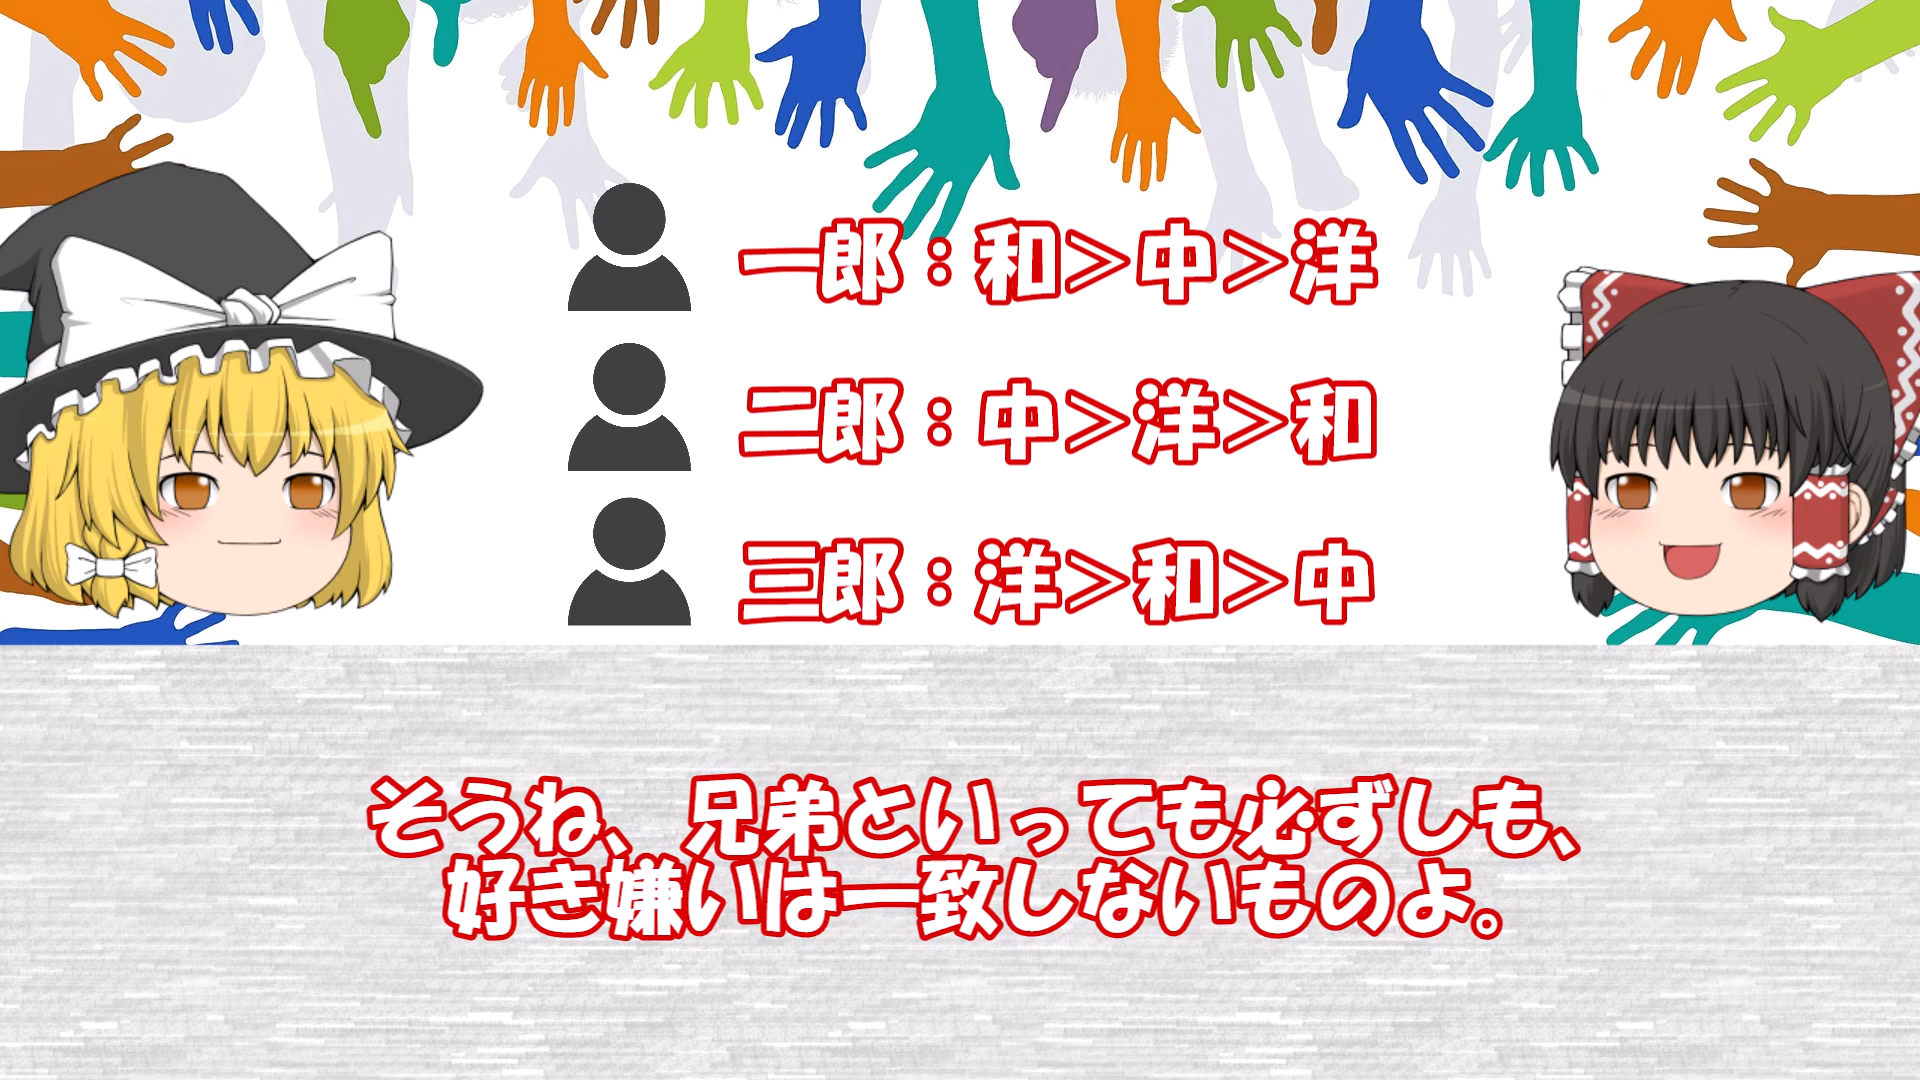 一郎：和＞中＞洋
二郎：中＞洋＞和
三郎：洋＞和＞中
そうね、兄弟といっても必ずしも、
好き嫌いは一致しないものよ。